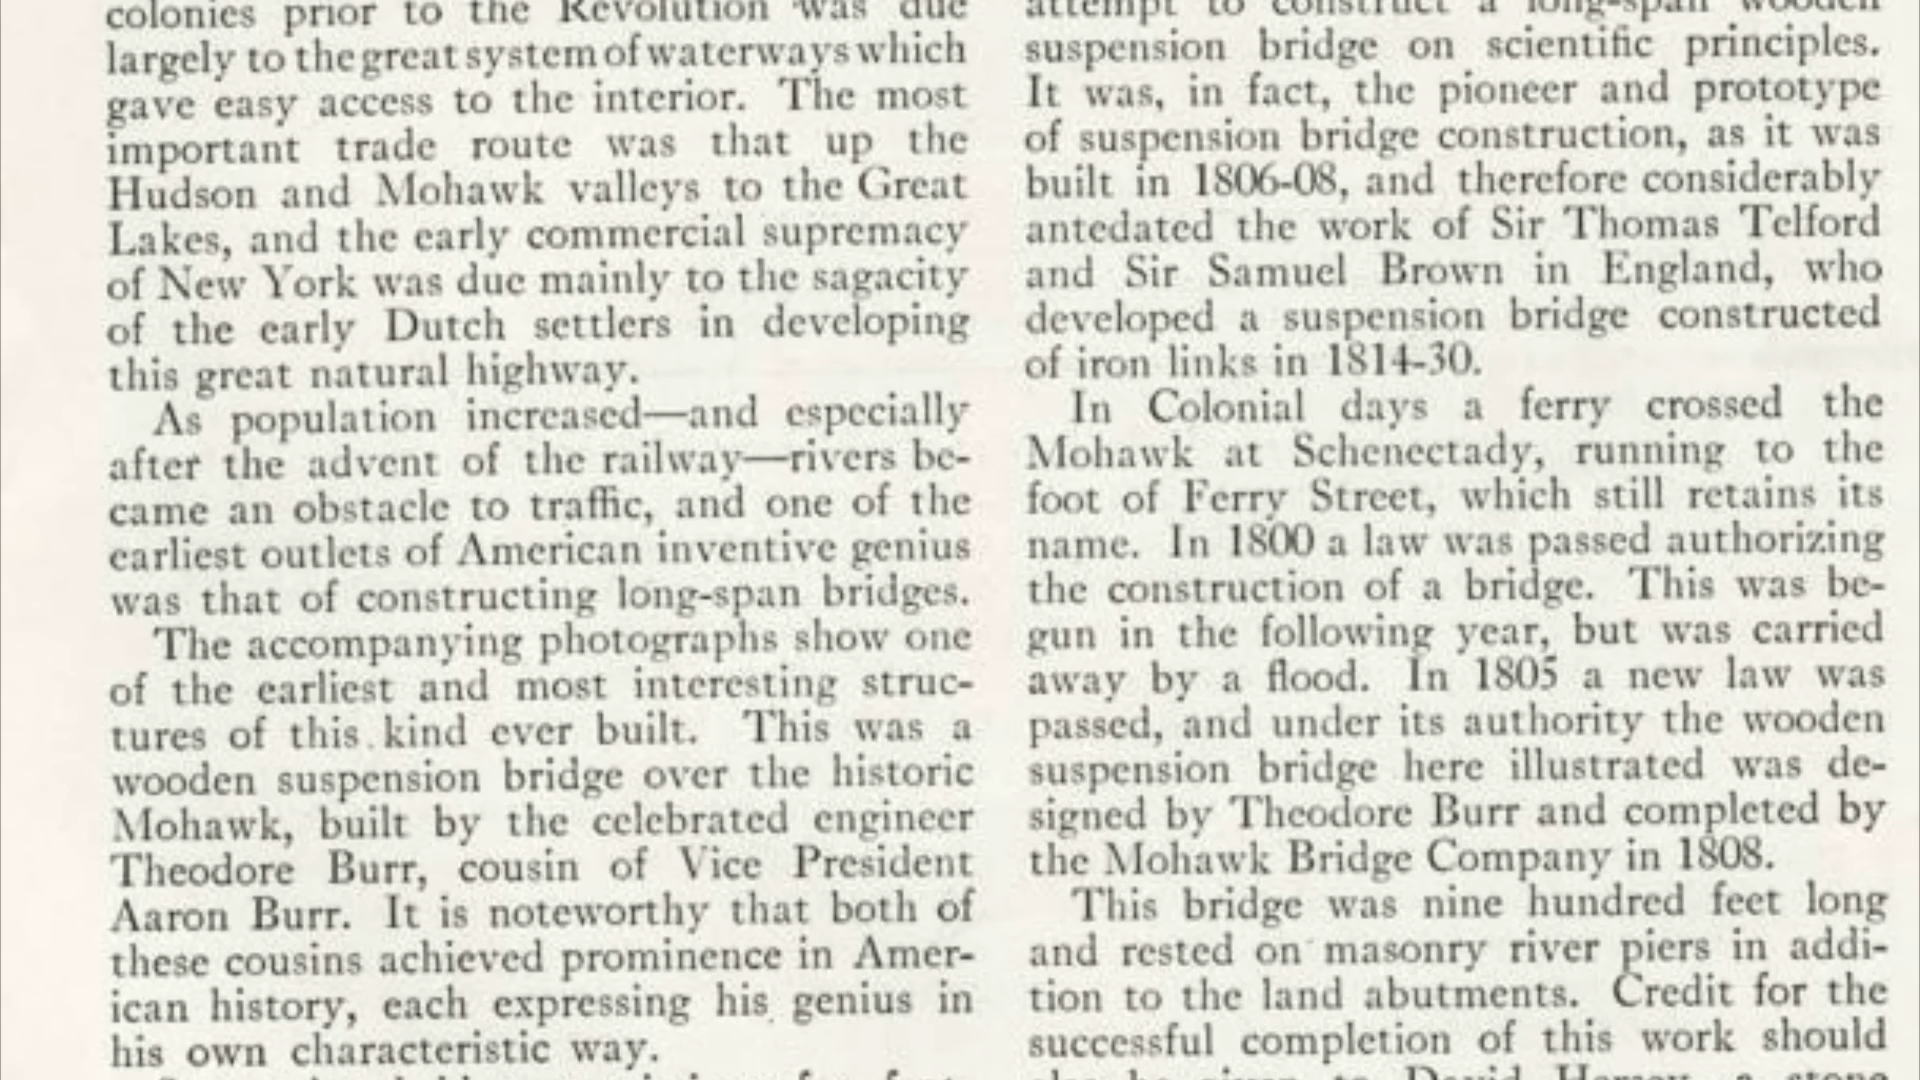 colonies prior to the Revolution was due
largely to the great system of waterways which
gave easy access to the interior. The most
important trade route was that up the
Hudson and Mohawk valleys to the Great
Lakes, and the early commercial supremacy
of New York was due mainly to the sagacity
of the early Dutch settlers in developing
this great natural highway.
As population increased—and especially
after the advent of the railway—rivers be-
came an obstacle to traffic, and one of the
earliest outlets of American inventive genius
was that of constructing long-span bridges.
The accompanying photographs show one
of the earliest and most interesting struc-
tures of this kind ever built. This was a
wooden suspension bridge over the historic
Mohawk, built by the celebrated engineer
Theodore Burr, cousin of Vice President
Aaron Burr. It is noteworthy that both of
these cousins achieved prominence in Amer-
ican history, each expressing his genius in
his own characteristic way.
attempt to construct a long-span wooden
suspension bridge on scientific principles.
It was, in fact, the pioneer and prototype
of suspension bridge construction, as it was
built in 1806-08, and therefore considerably
antedated the work of Sir Thomas Telford
and Sir Samuel Brown in England, who
developed a suspension bridge constructed
of iron links in 1814-30.
In Colonial days a ferry crossed the
Mohawk at Schenectady, running to the
foot of Ferry Street, which still retains its
name. In 1800 a law was passed authorizing
the construction of a bridge. This was be-
gun in the following year, but was carried
away by a flood. In 1805 a new law was
passed, and under its authority the wooden
suspension bridge here illustrated was de-
signed by Theodore Burr and completed by
the Mohawk Bridge Company in 1808.
This bridge was nine hundred feet long
and rested on masonry river piers in addi-
tion to the land abutments. Credit for the
successful completion of this work should